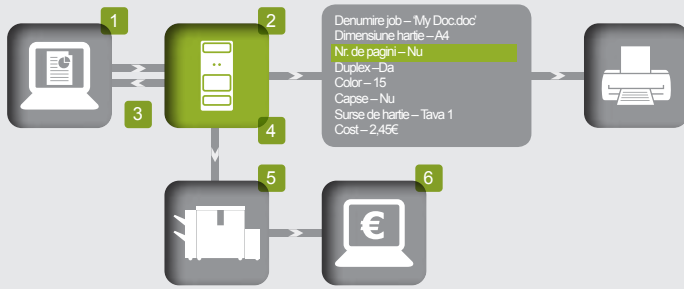 1
2
Denumire job – 'My Doc.doc'
Dimensiune hartie – A4
Nr. de pagini – Nu
Duplex –Da
Color – 15
Capse – Nu
Surse de hartie – Tava 1
Cost – 2,45€
3
4
5
6
€